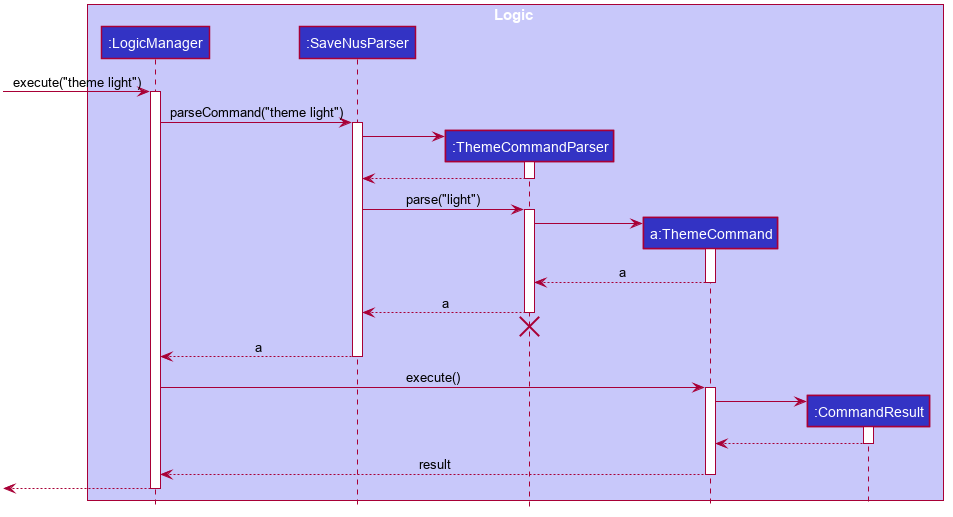 Logic
:LogicManager
:SaveNusParser
execute("theme light")
parseCommand("theme light")
:ThemeCommandParser
parse("light")
a:ThemeCommand
a
a
a
execute()
:CommandResult
result